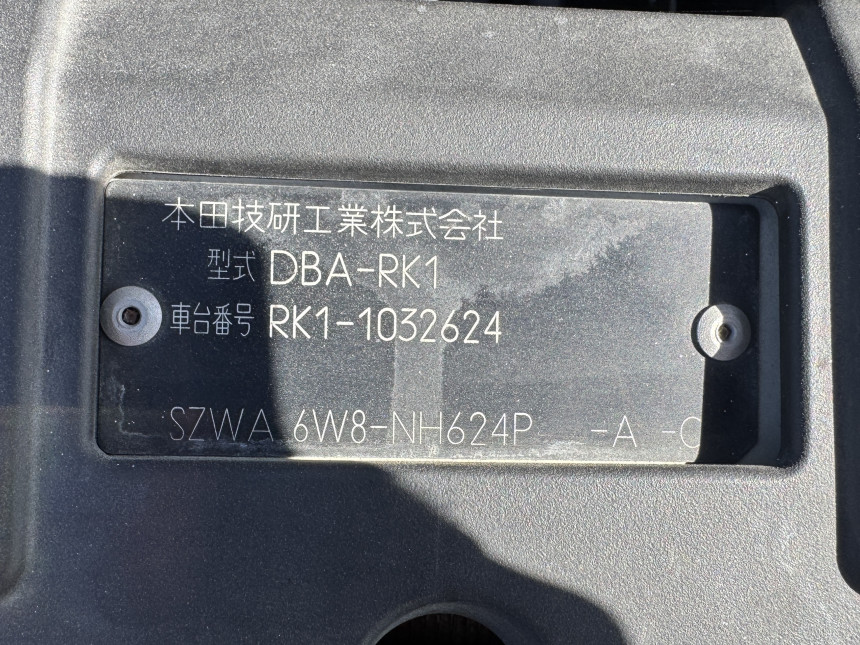 本田技研工業株式会社
型式 DBA-RK1
車台番号 RK1-1032624
SZWA 6W8-NH624P -A -C